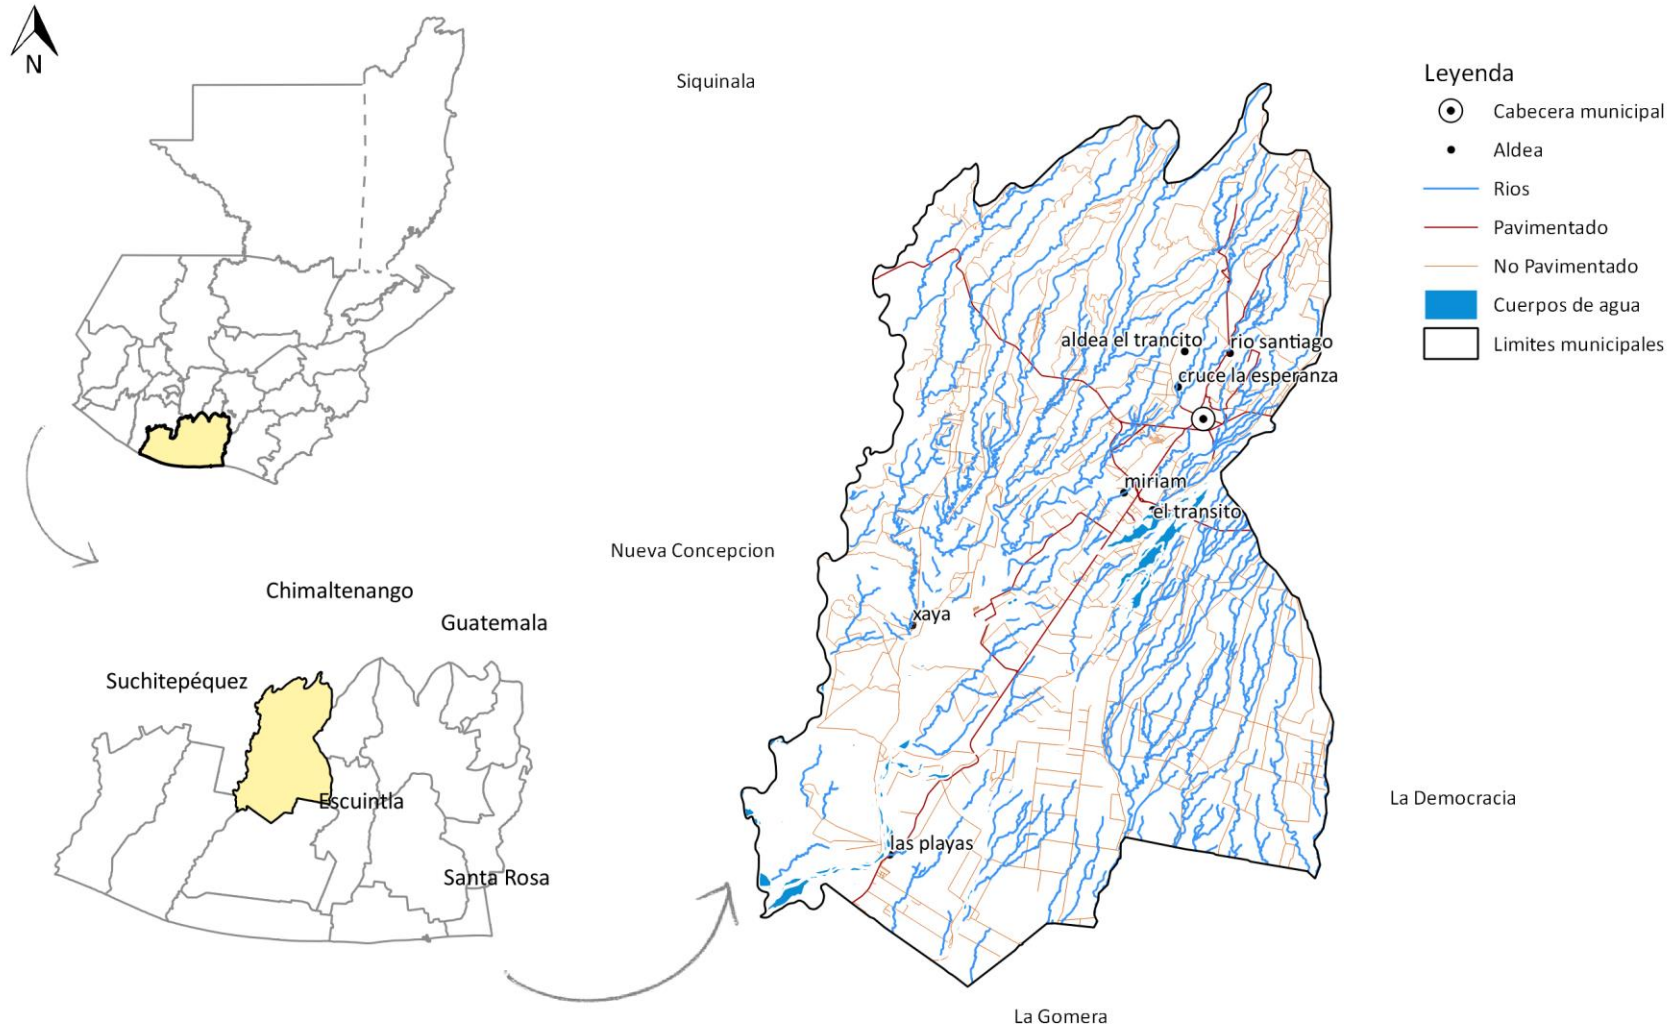 N
Siquinala
Leyenda
Cabecera municipal
Aldea
Rios
Pavimentado
No Pavimentado
Cuerpos de agua
Limites municipales
aldea el trancito
rio santiago
cruce la esperanza
miriam
el transito
Nueva Concepcion
xaya
Chimaltenango
Guatemala
Suchitepéquez
Escuintla
Santa Rosa
las playas
La Democracia
La Gomera